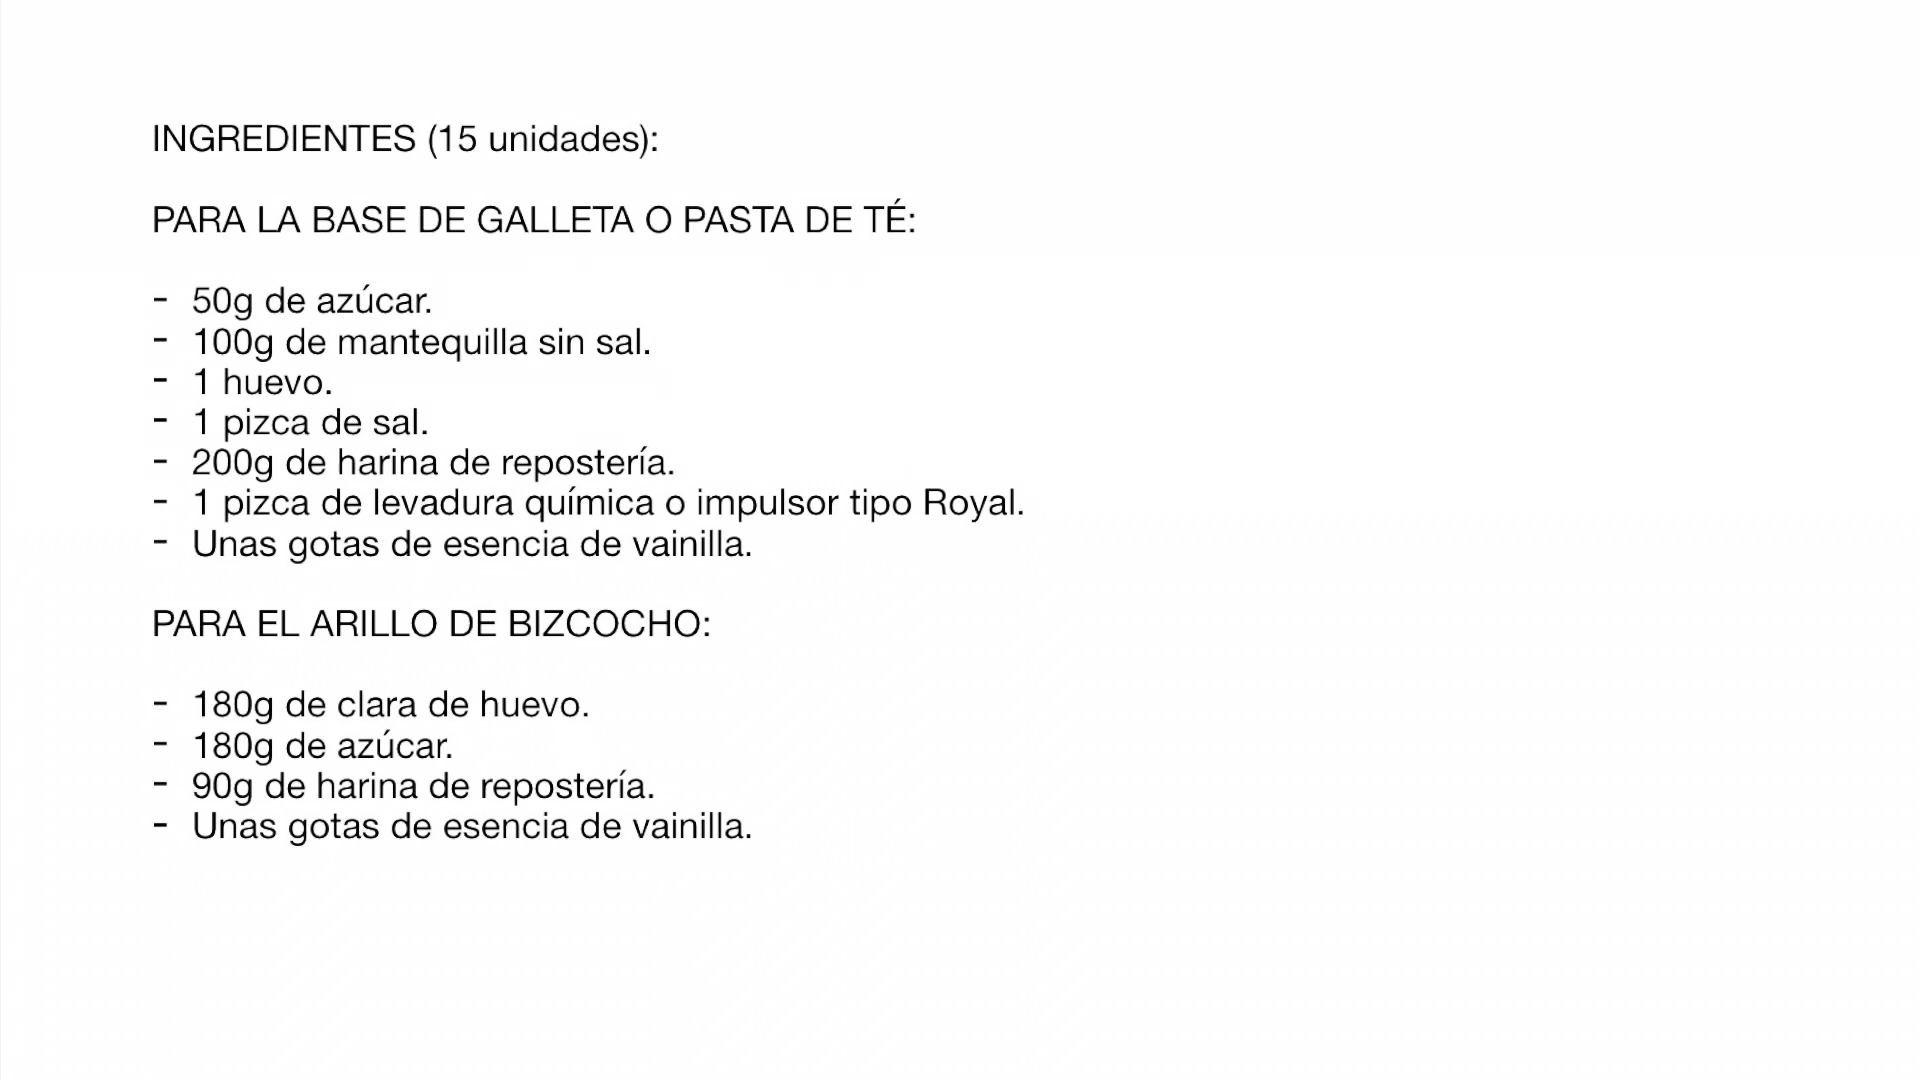 INGREDIENTES (15 unidades):
PARA LA BASE DE GALLETA O PASTA DE TÉ:
- 50g de azúcar.
- 100g de mantequilla sin sal.
- 1 huevo.
- 1 pizca de sal.
- 200g de harina de repostería.
- 1 pizca de levadura química o impulsor tipo Royal.
- Unas gotas de esencia de vainilla.
PARA EL ARILLO DE BIZCOCHO:
- 180g de clara de huevo.
- 180g de azúcar.
- 90g de harina de repostería.
- Unas gotas de esencia de vainilla.